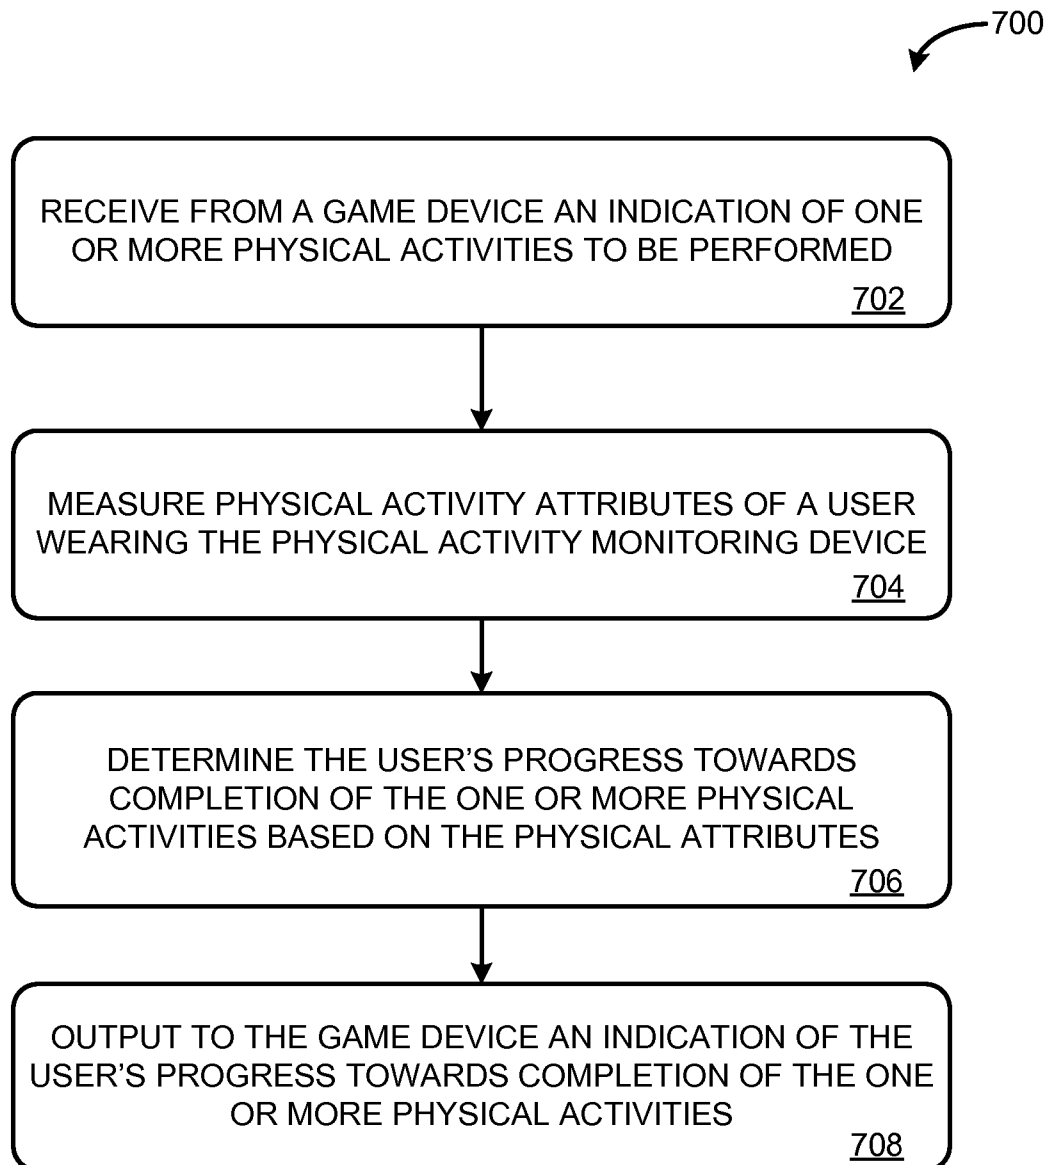 700
RECEIVE FROM A GAME DEVICE AN INDICATION OF ONE
OR MORE PHYSICAL ACTIVITIES TO BE PERFORMED
702
MEASURE PHYSICAL ACTIVITY ATTRIBUTES OF A USER
WEARING THE PHYSICAL ACTIVITY MONITORING DEVICE
704
DETERMINE THE USER’S PROGRESS TOWARDS
COMPLETION OF THE ONE OR MORE PHYSICAL
ACTIVITIES BASED ON THE PHYSICAL ATTRIBUTES
706
OUTPUT TO THE GAME DEVICE AN INDICATION OF THE
USER’S PROGRESS TOWARDS COMPLETION OF THE ONE
OR MORE PHYSICAL ACTIVITIES
708